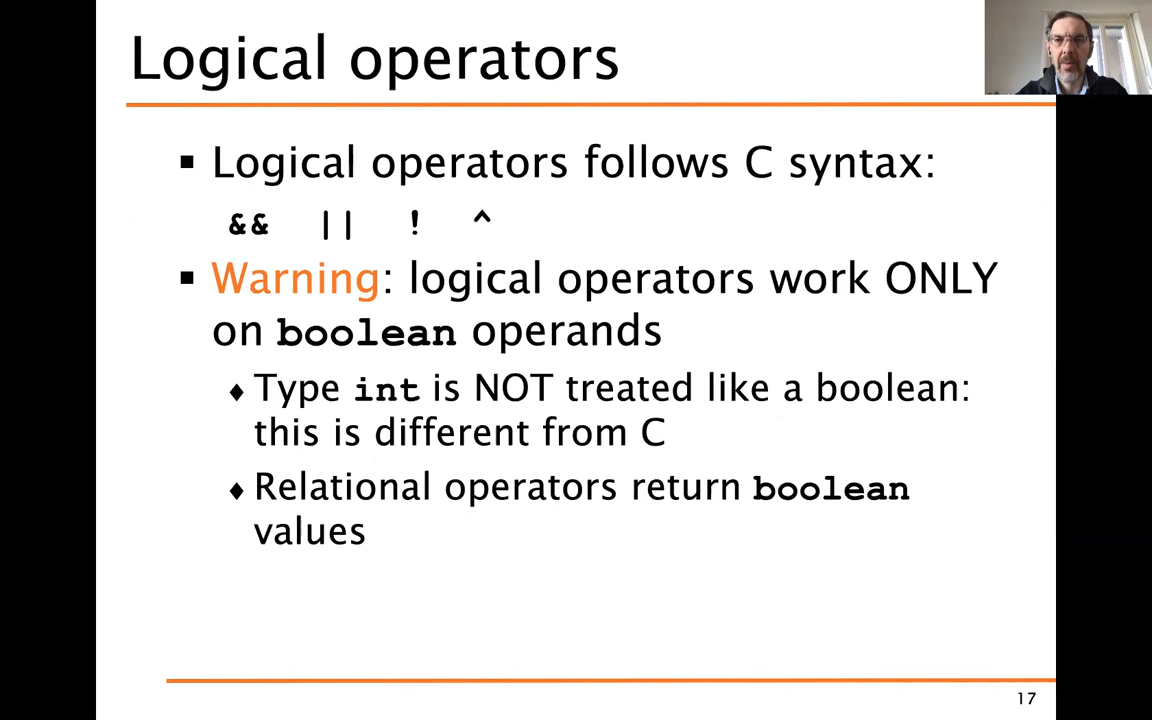 Logical operators
▪ Logical operators follows C syntax:
&& || ! ^
▪ Warning: logical operators work ONLY
on boolean operands
♦ Type int is NOT treated like a boolean:
this is different from C
♦ Relational operators return boolean
values
17